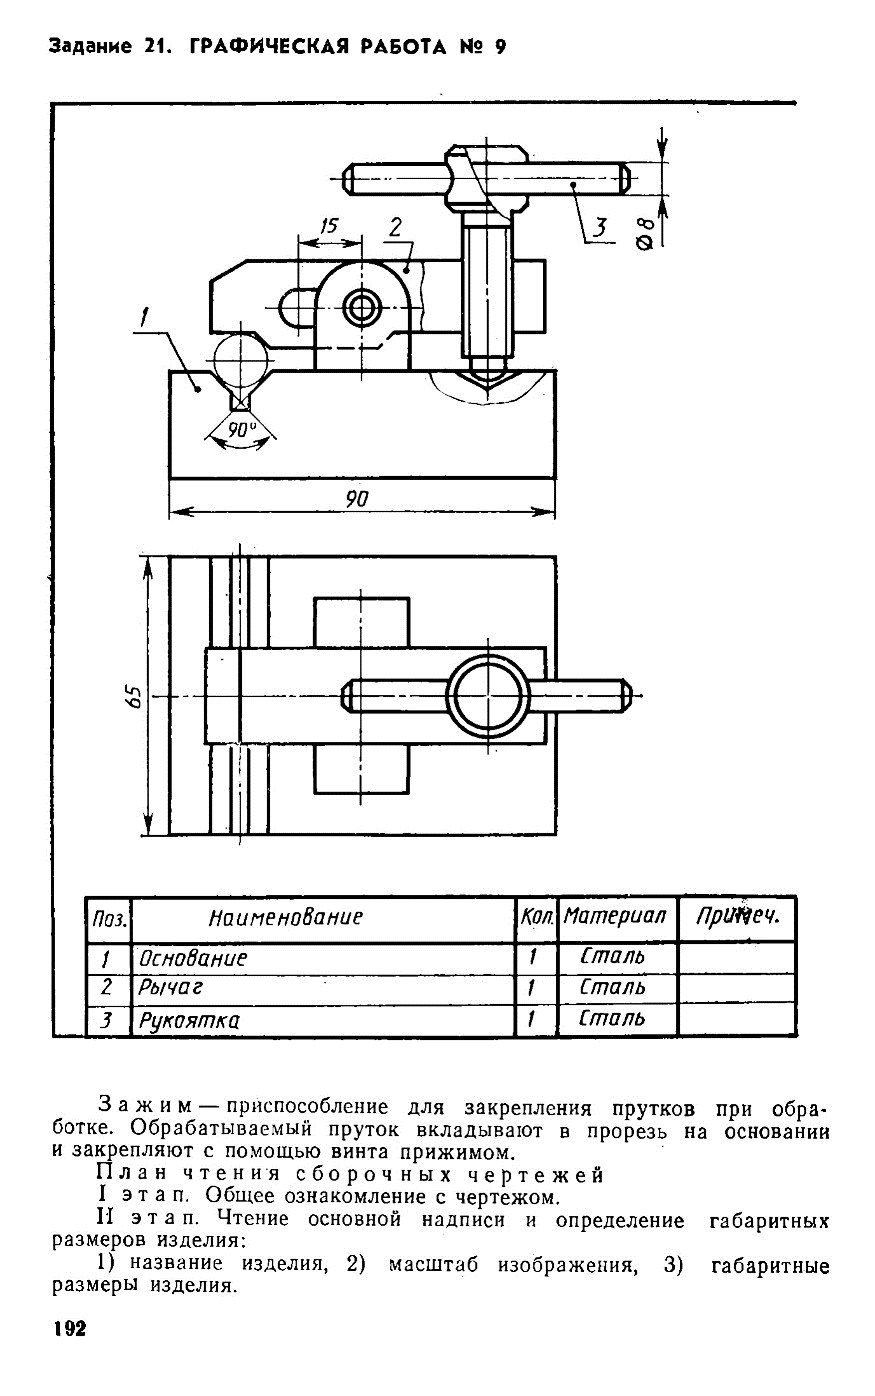 Задание 21. ГРАФИЧЕСКАЯ РАБОТА № 9
15
2
3
Ø 8
1
90°
90
65
Поз. Наименование Кол. Материал Примеч.
1 Основание 1 Сталь
2 Рычаг 1 Сталь
3 Рукоятка 1 Сталь
Зажим — приспособление для закрепления прутков при обра-
ботке. Обрабатываемый пруток вкладывают в прорезь на основании
и закрепляют с помощью винта прижимом.
План чтения сборочных чертежей
I этап. Общее ознакомление с чертежом.
II этап. Чтение основной надписи и определение габаритных
размеров изделия:
1) название изделия, 2) масштаб изображения, 3) габаритные
размеры изделия.
192